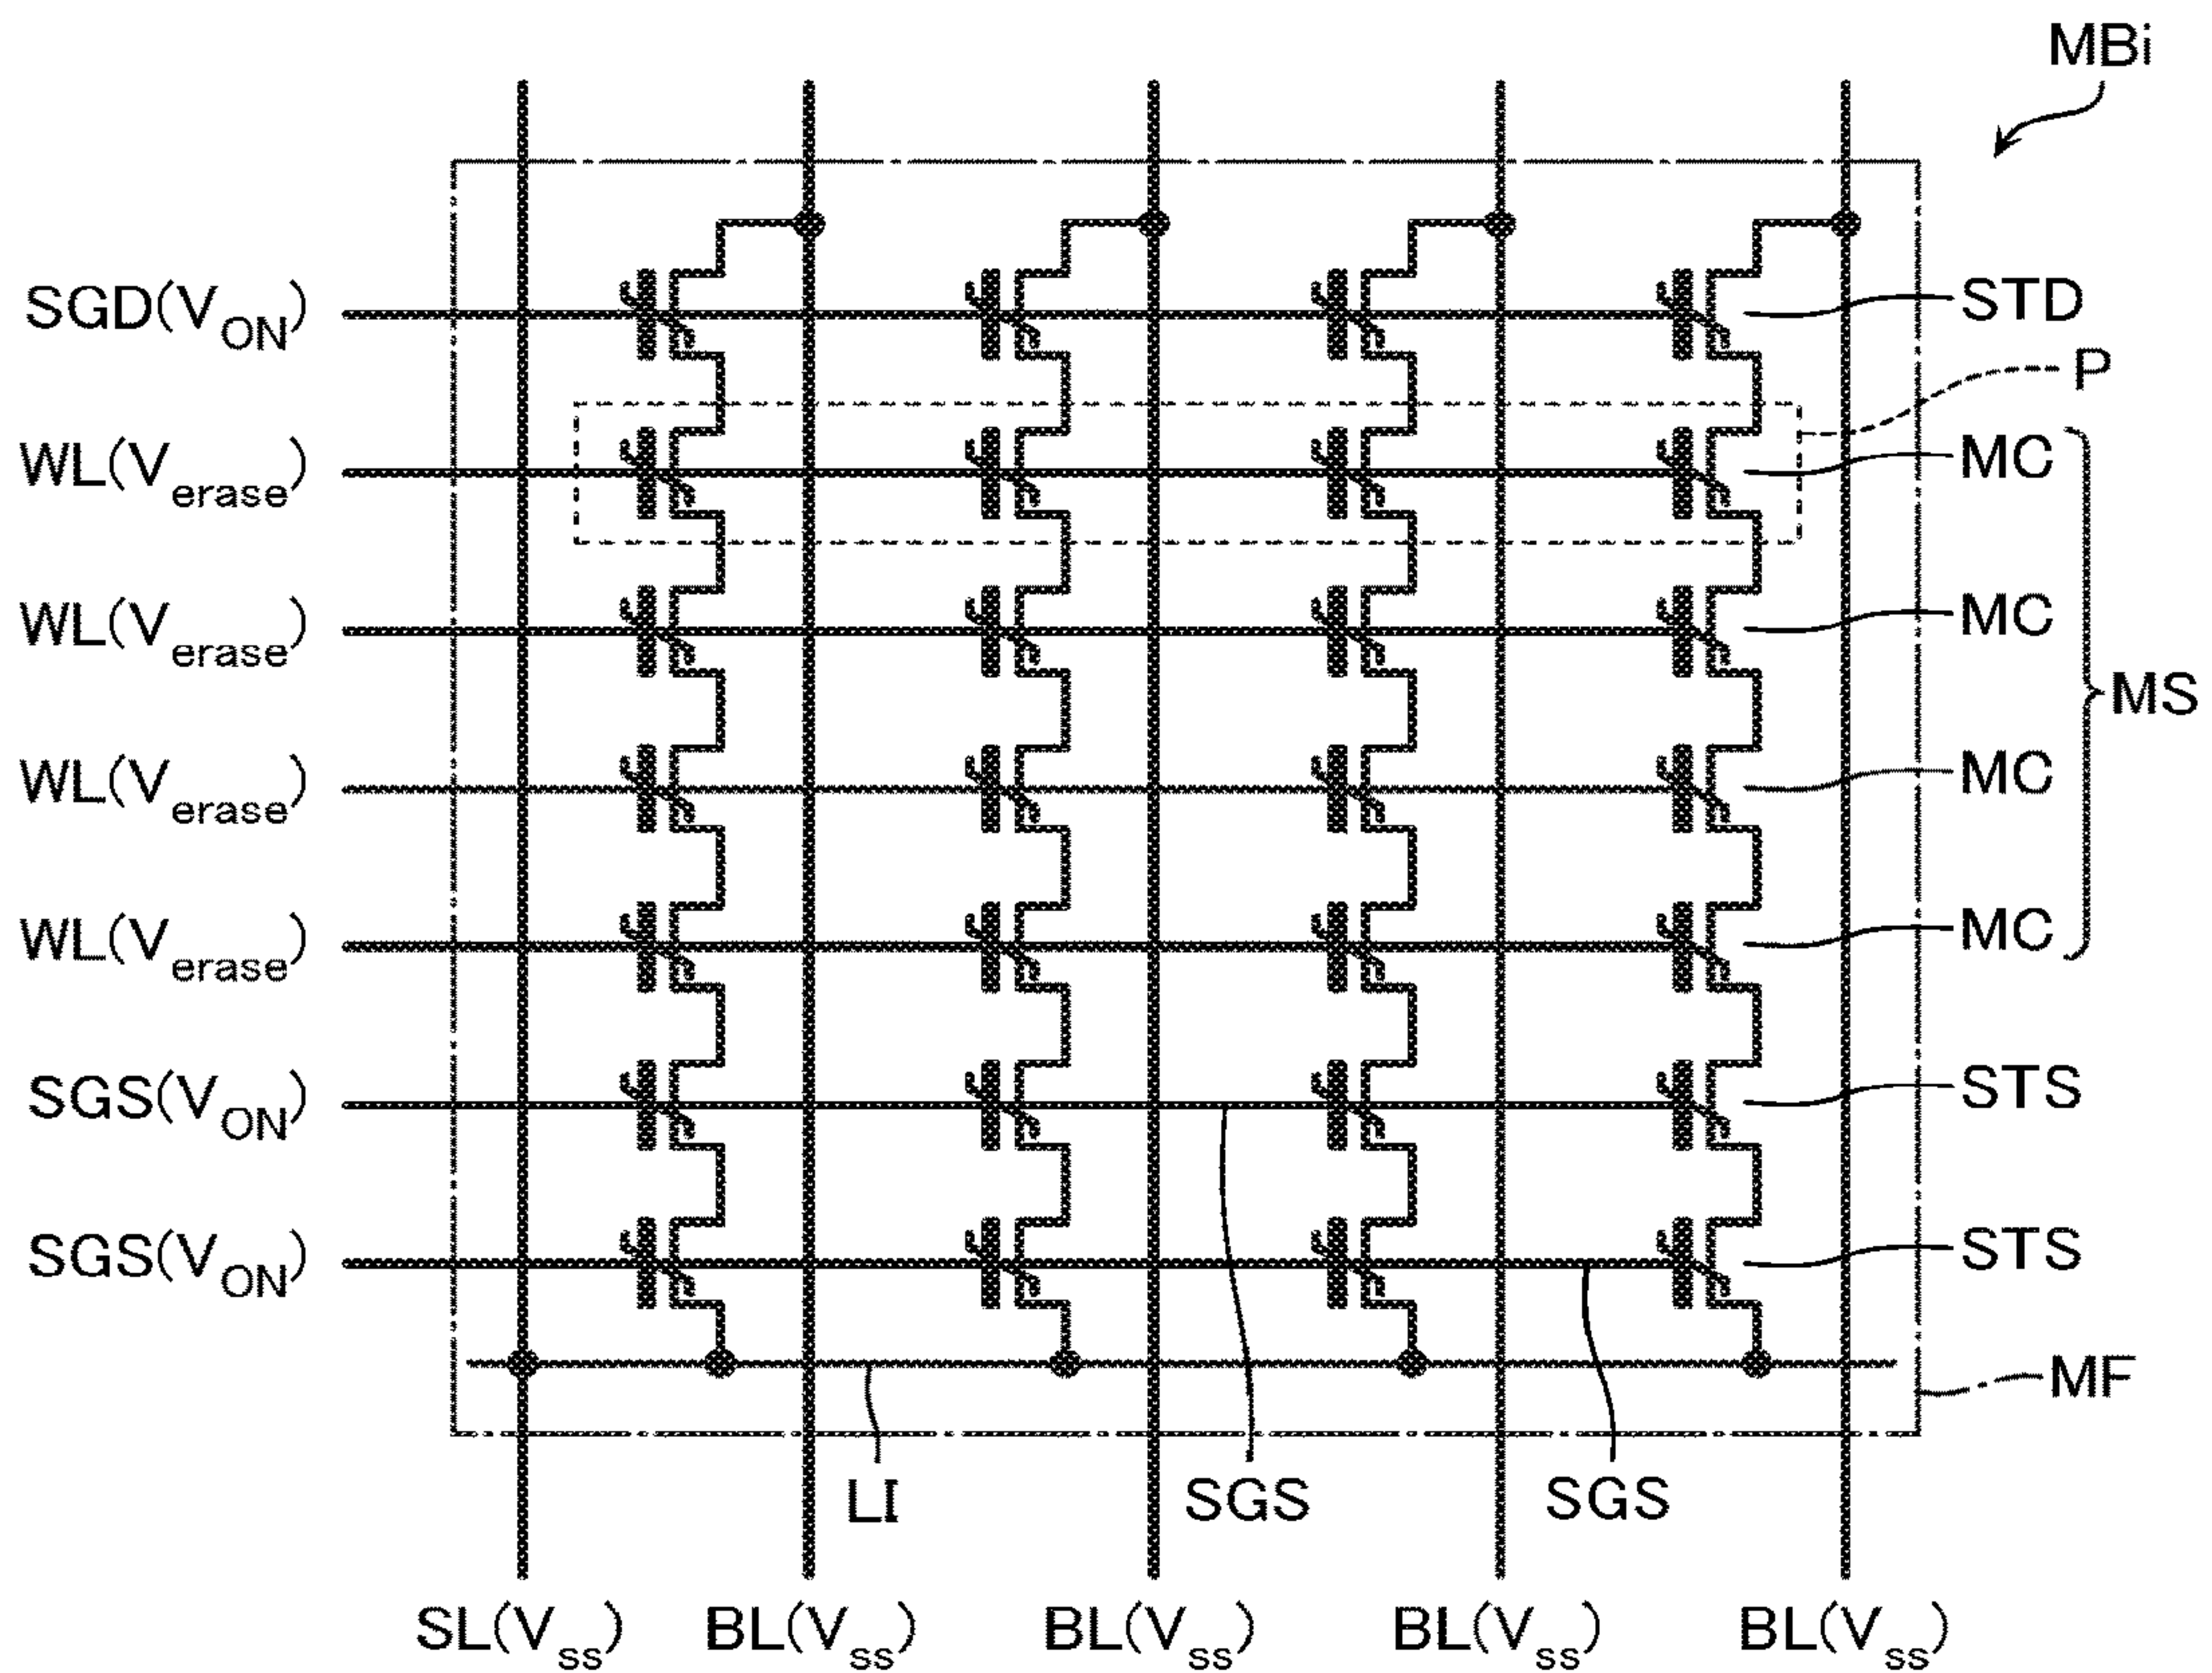 MBi
SGD(VON)
STD
P
WL(Verase)
MC
WL(Verase)
MC
MS
WL(Verase)
MC
WL(Verase)
MC
SGS(VON)
STS
SGS(VON)
STS
MF
LI
SGS
SGS
SL(Vss)
BL(Vss)
BL(Vss)
BL(Vss)
BL(Vss)